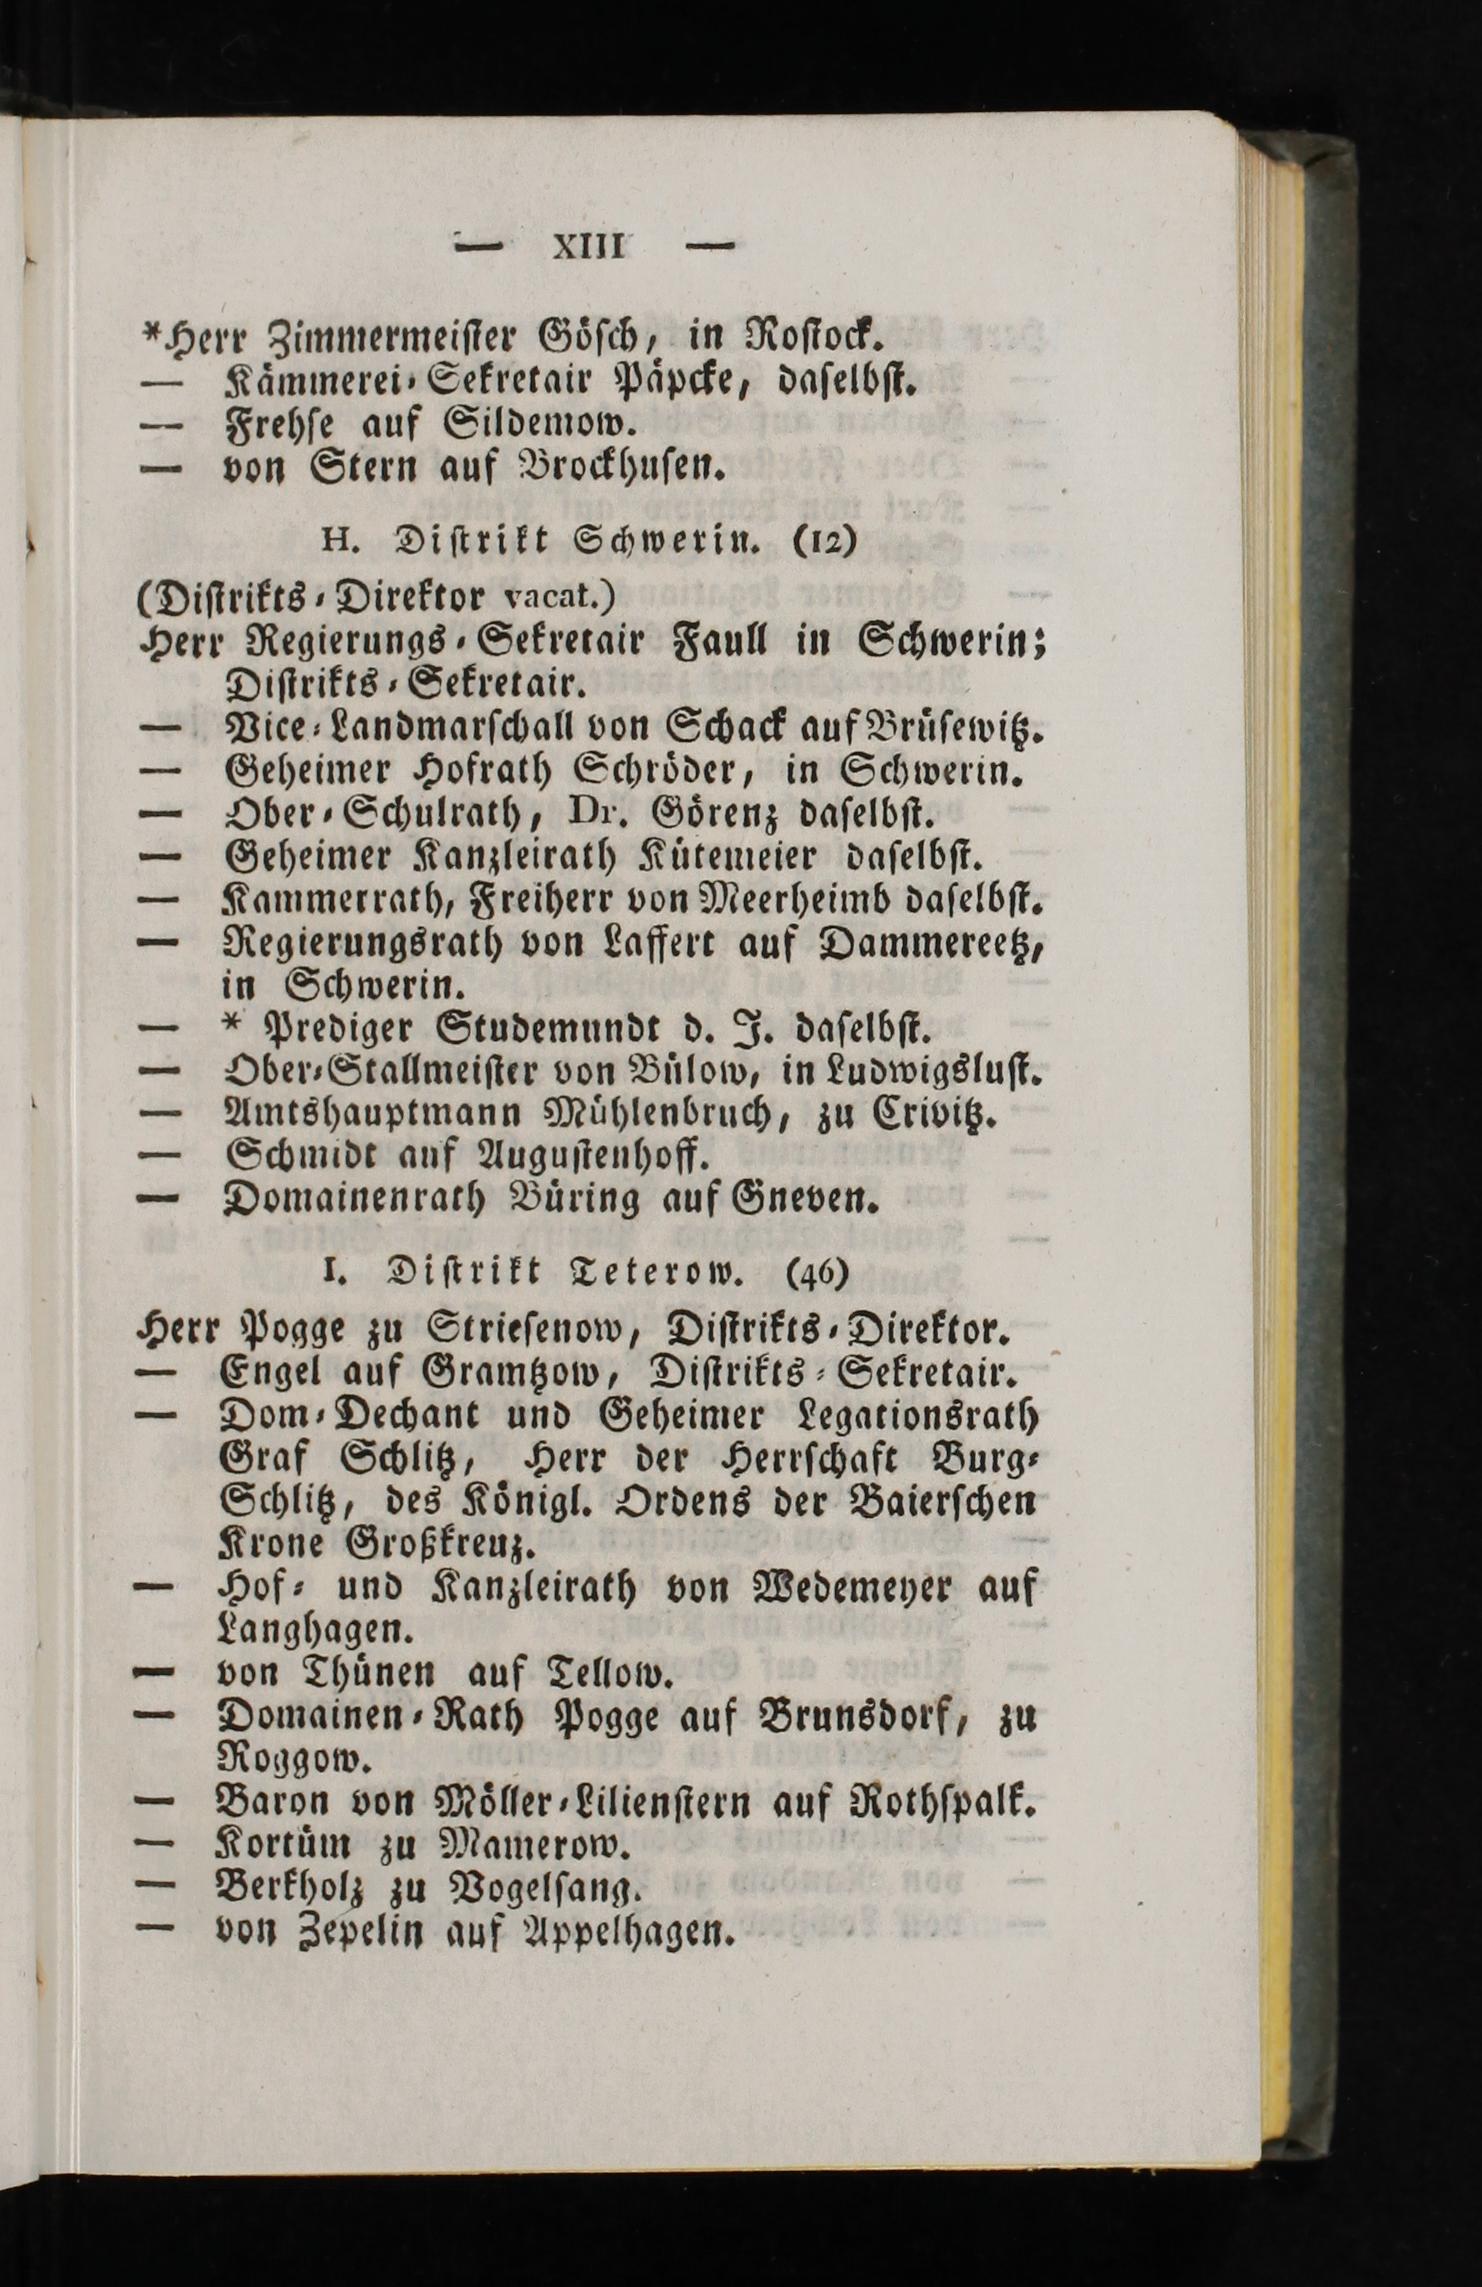 — XIII —
*Herr Zimmermeister Gösch, in Rostock.
— Kämmerei-Sekretair Päpcke, daselbst.
— Frehse auf Sildemow.
— von Stern auf Brockhusen.
H. Distrikt Schwerin. (12)
(Distrikts-Direktor vacat.)
Herr Regierungs-Sekretair Faull in Schwerin;
Distrikts-Sekretair.
— Vice-Landmarschall von Schack auf Brüsewitz.
— Geheimer Hofrath Schröder, in Schwerin.
— Ober-Schulrath, Dr. Görenz daselbst.
— Geheimer Kanzleirath Kütemeier daselbst.
— Kammerrath, Freiherr von Meerheimb daselbst.
— Regierungsrath von Laffert auf Dammereetz,
in Schwerin.
— * Prediger Studemundt d. J. daselbst.
— Ober-Stallmeister von Bülow, in Ludwigslust.
— Amtshauptmann Mühlenbruch, zu Crivitz.
— Schmidt auf Augustenhoff.
— Domainenrath Büring auf Gneven.
I. Distrikt Teterow. (46)
Herr Pogge zu Striesenow, Distrikts-Direktor.
— Engel auf Gramtzow, Distrikts-Sekretair.
— Dom-Dechant und Geheimer Legationsrath
Graf Schlitz, Herr der Herrschaft Burg-
Schlitz, des Königl. Ordens der Baierschen
Krone Großkreuz.
— Hof- und Kanzleirath von Wedemeyer auf
Langhagen.
— von Thünen auf Tellow.
— Domainen-Rath Pogge auf Brunsdorf, zu
Roggow.
— Baron von Möller-Lilienstern auf Rothspalk.
— Kortüm zu Mamerow.
— Berkholz zu Vogelsang.
— von Zepelin auf Appelhagen.